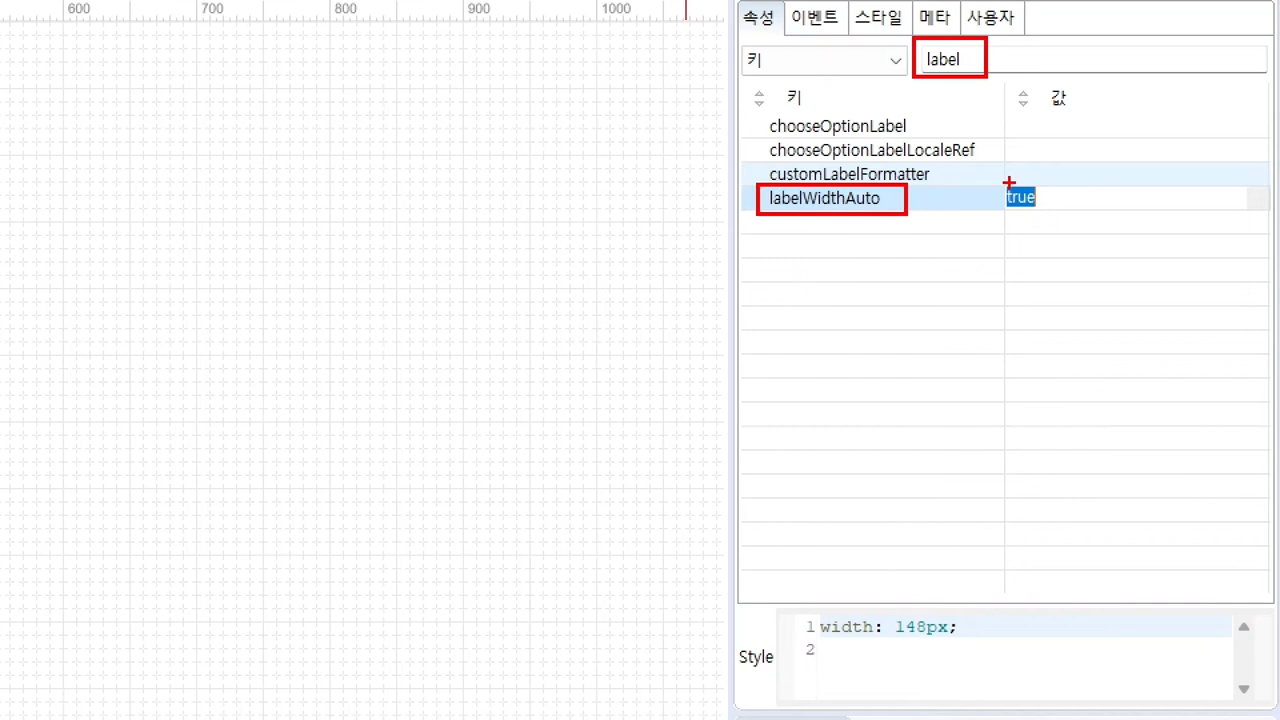 600 700 800 900 1000
속성 이벤트 스타일 메타 사용자
키 label
키 값
chooseOptionLabel
chooseOptionLabelLocaleRef
customLabelFormatter
labelWidthAuto true
Style
1 width: 148px;
2